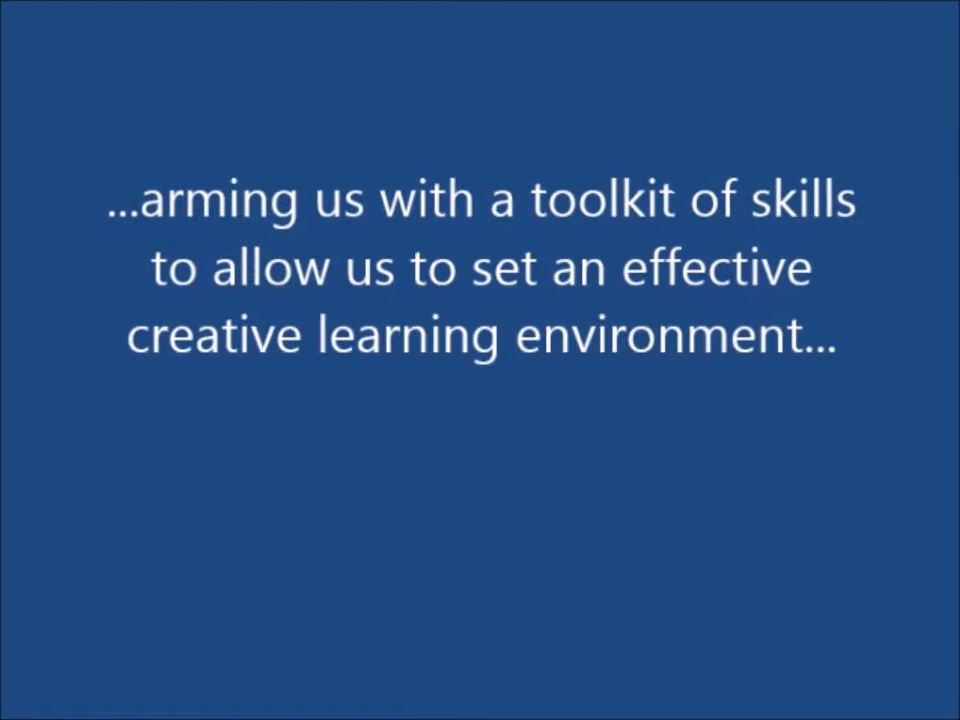 ...arming us with a toolkit of skills
to allow us to set an effective
creative learning environment...